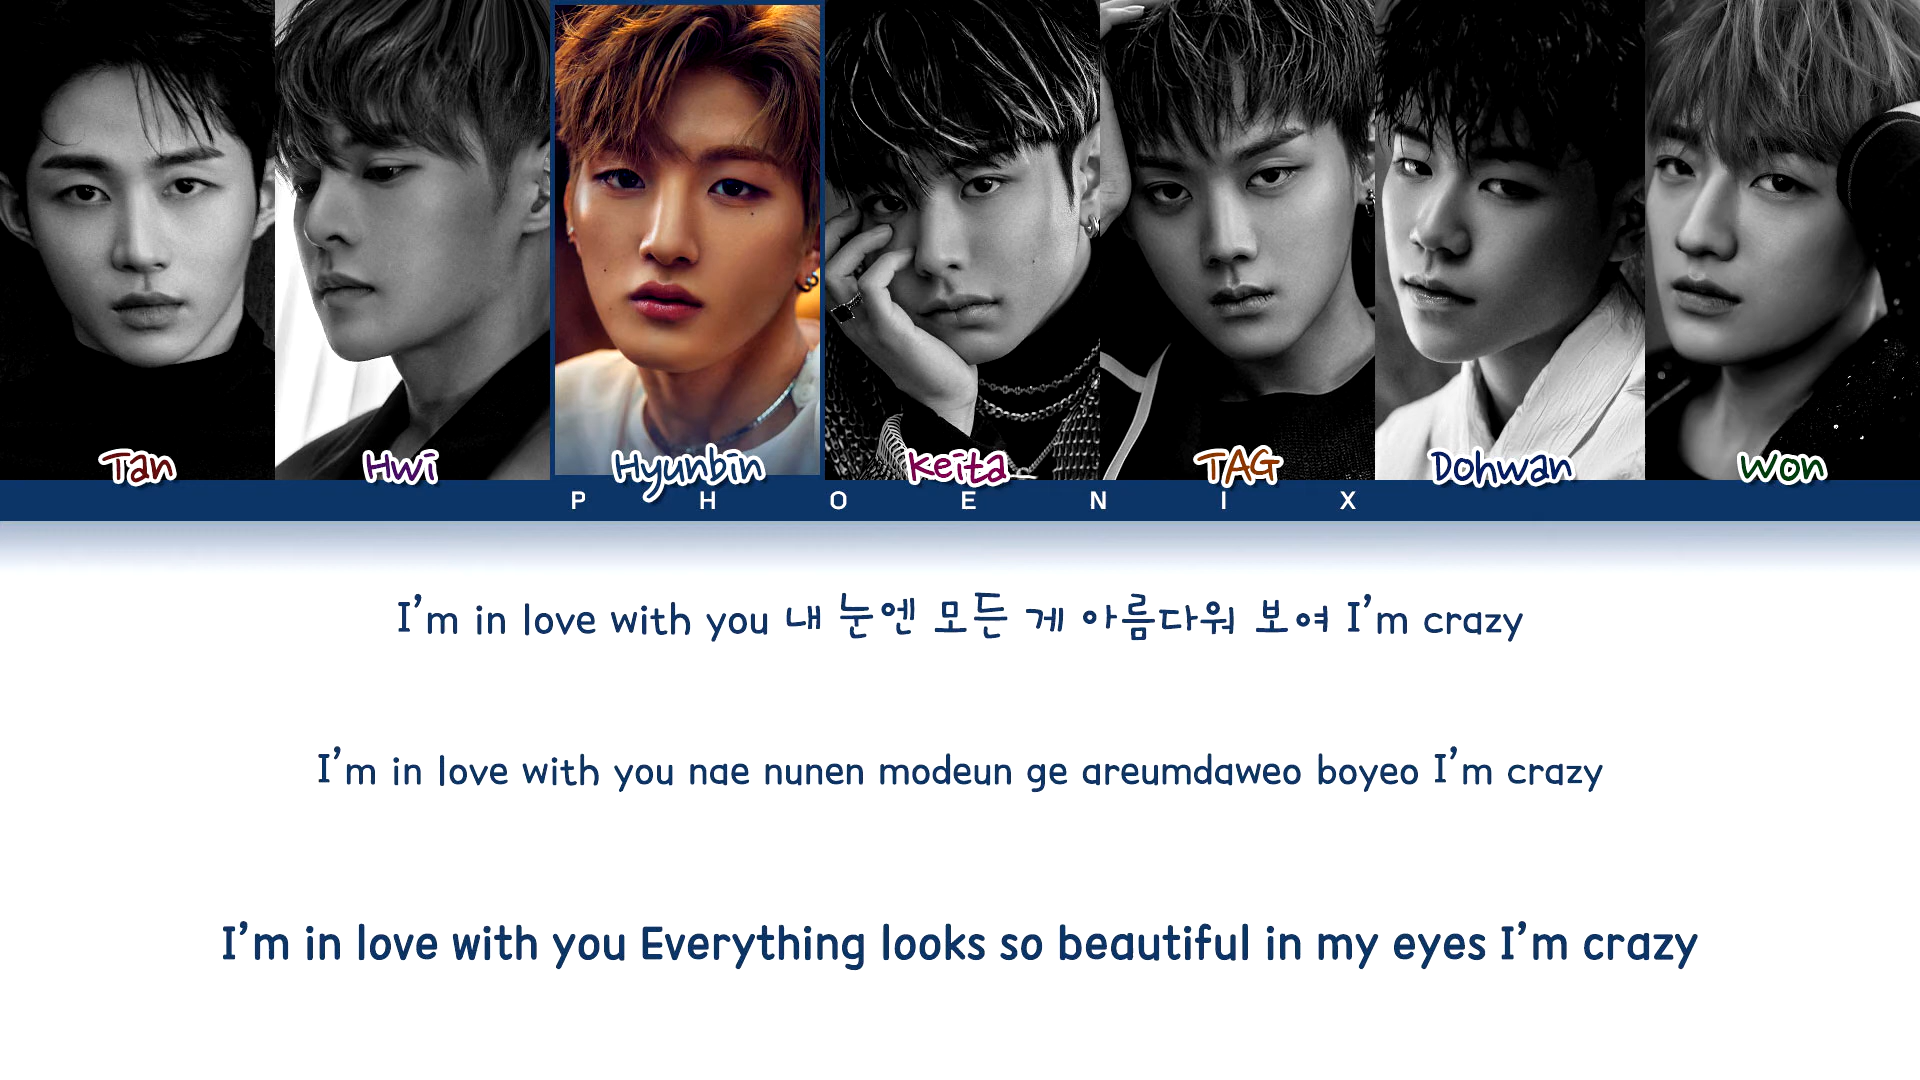 Tan
Hwi
Hyunbin
Keita
TAG
Dohwan
Won
PHOENIX
I'm in love with you 내 눈엔 모든 게 아름다워 보여 I'm crazy
I'm in love with you nae nunen modeun ge areumdaweo boyeo I'm crazy
I'm in love with you Everything looks so beautiful in my eyes I'm crazy